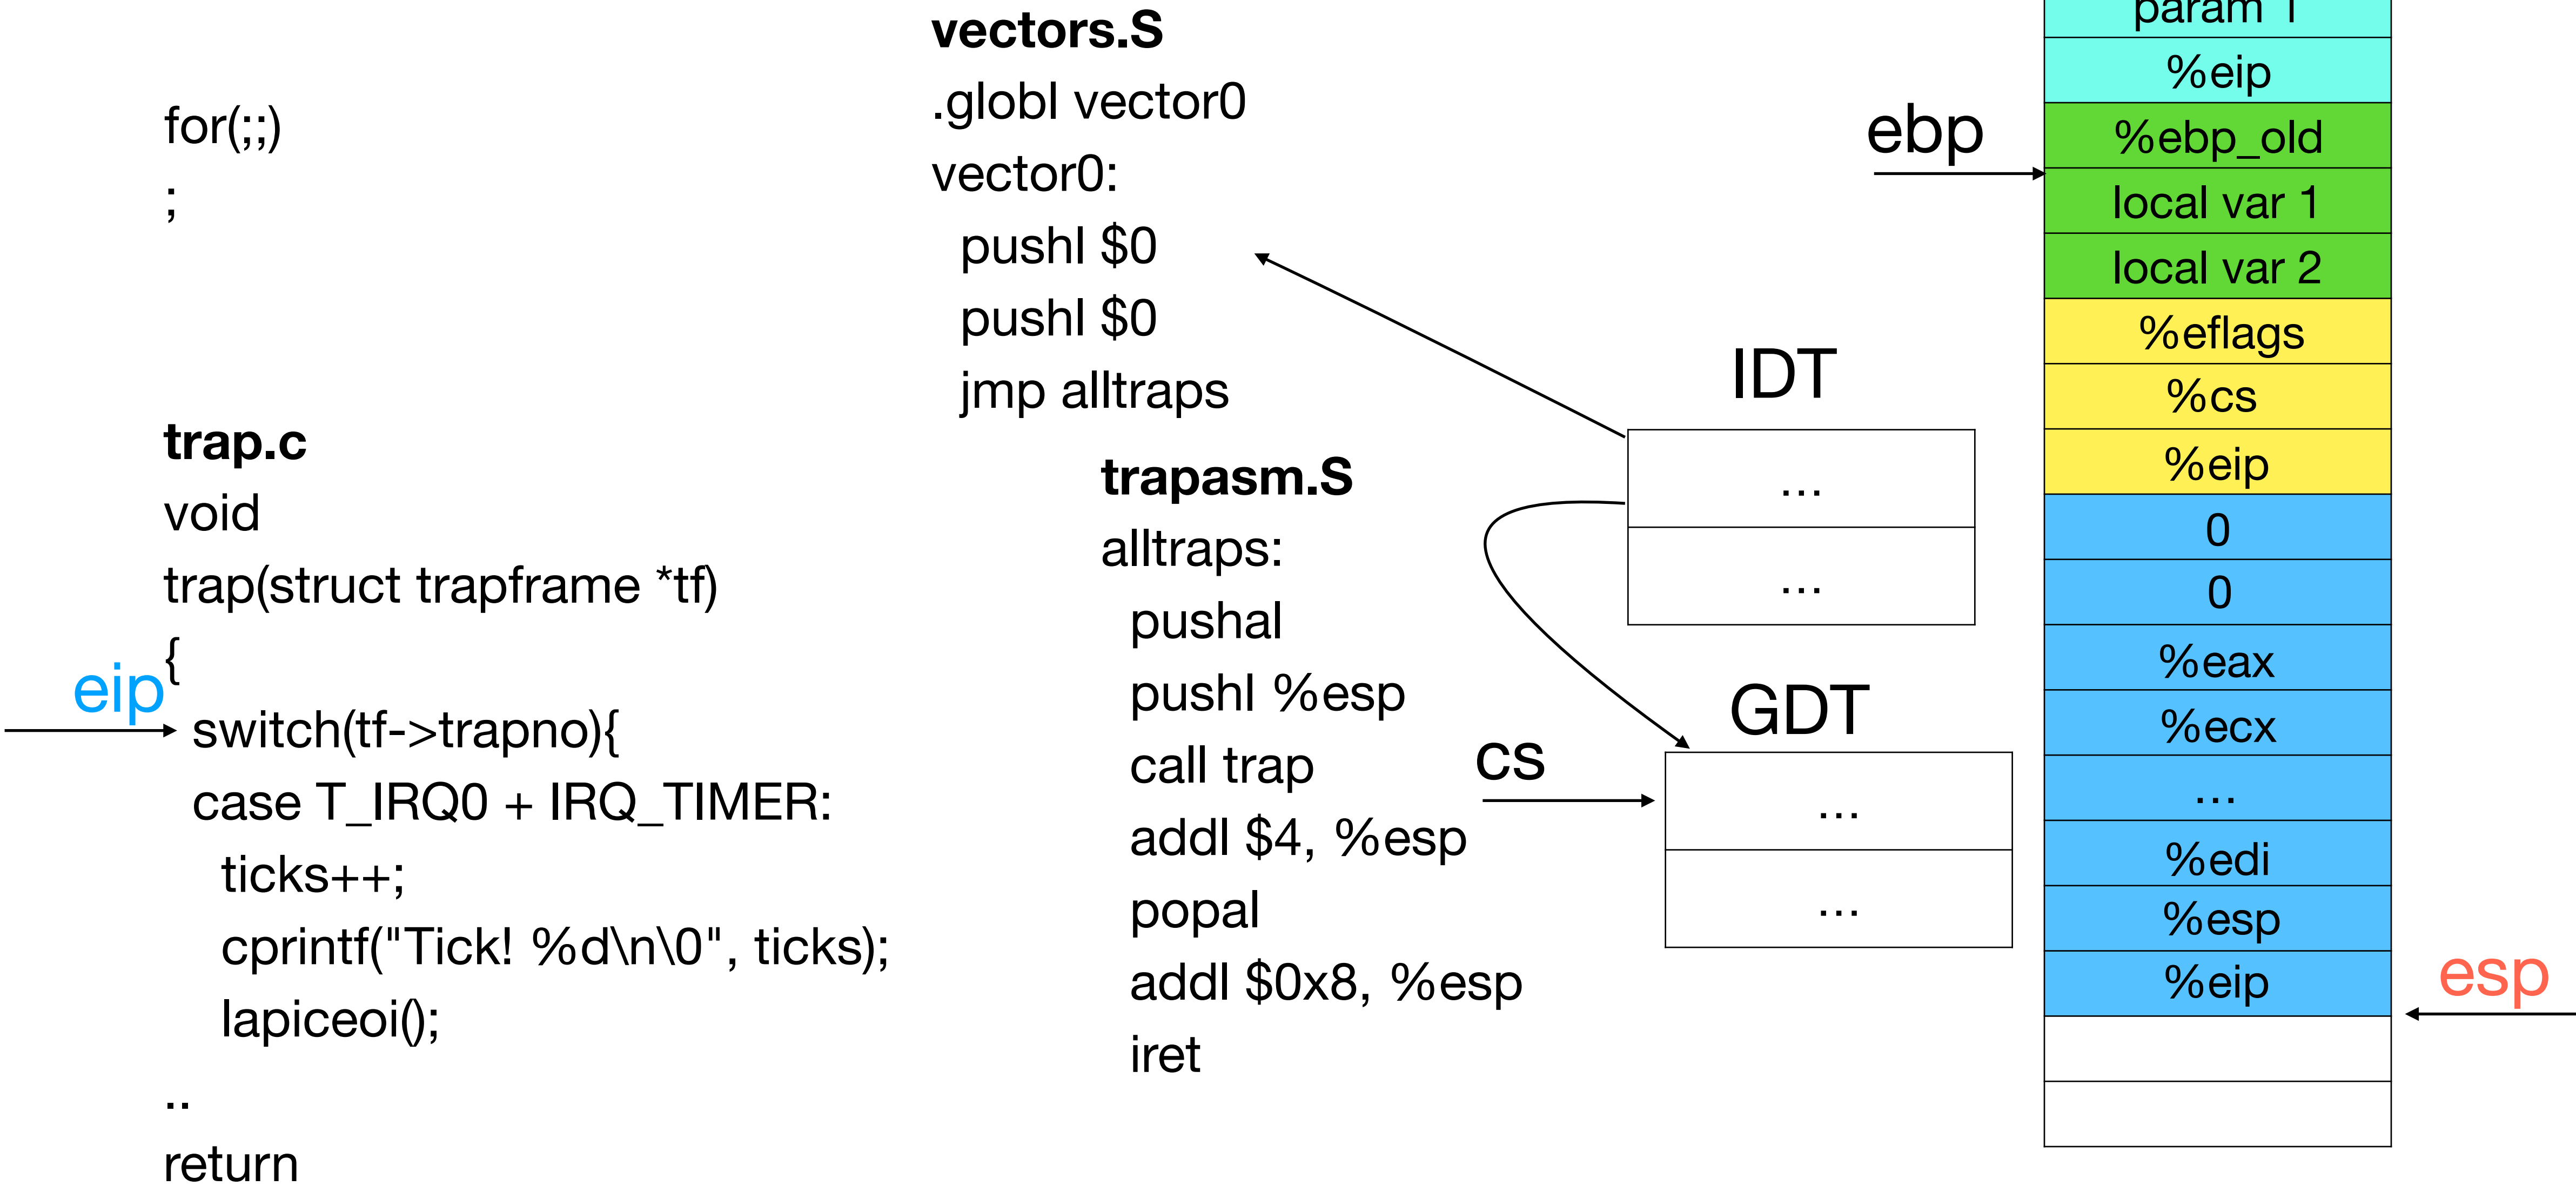 for(;;)
;
trap.c
void
trap(struct trapframe *tf)
{
switch(tf->trapno){
case T_IRQ0 + IRQ_TIMER:
ticks++;
cprintf("Tick! %d\n\0", ticks);
lapiceoi();
..
return
eip
vectors.S
.globl vector0
vector0:
pushl $0
pushl $0
jmp alltraps
trapasm.S
alltraps:
pushal
pushl %esp
call trap
addl $4, %esp
popal
addl $0x8, %esp
iret
IDT
...
...
cs
GDT
...
...
ebp
param 1
%eip
%ebp_old
local var 1
local var 2
%eflags
%cs
%eip
0
0
%eax
%ecx
...
%edi
%esp
%eip
esp